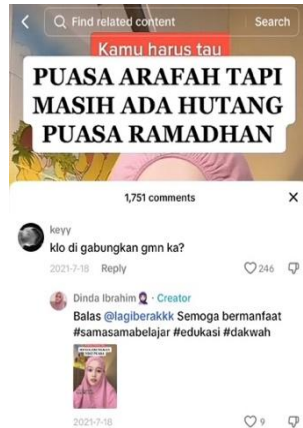 Find related content
Search
Kamu harus tau
PUASA ARAFAH TAPI
MASIH ADA HUTANG
PUASA RAMADHAN
1,751 comments
keyy
klo di gabungkan gmn ka?
2021-7-18 Reply
246
Dinda Ibrahim · Creator
Balas @lagiberakkk Semoga bermanfaat
#samasamabelajar #edukasi #dakwah
2021-7-18
9